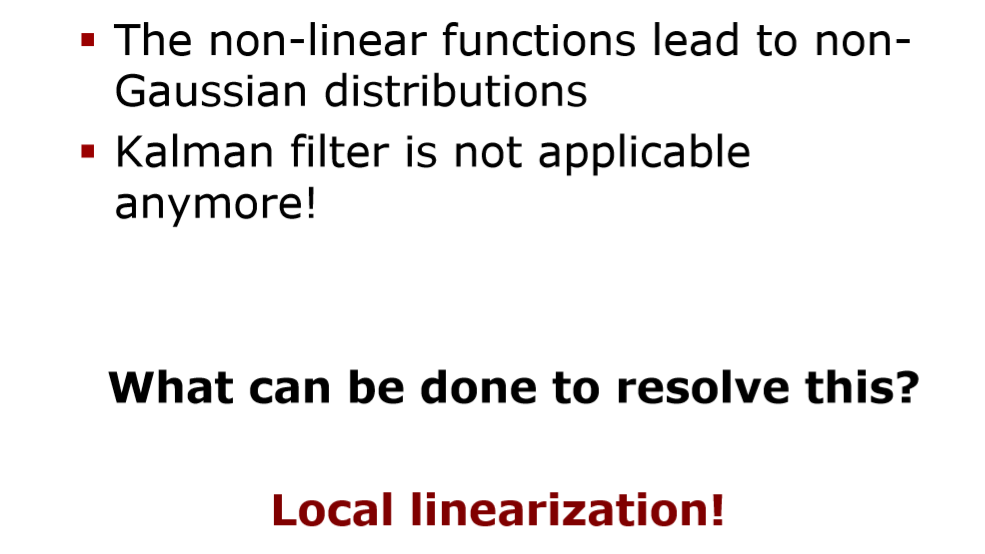 ▪ The non-linear functions lead to non-
Gaussian distributions
▪ Kalman filter is not applicable
anymore!
What can be done to resolve this?
Local linearization!